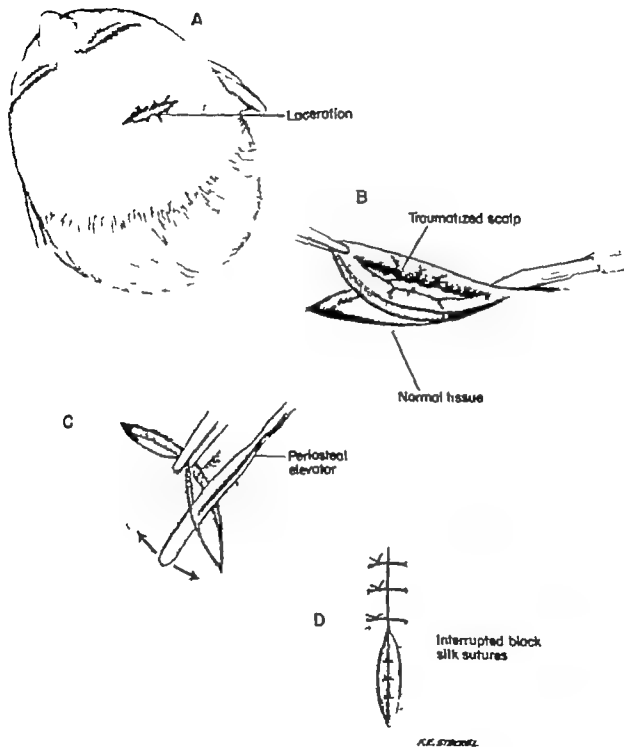 A
Laceration
B
Traumatized scalp
Normal tissue
C
Periosteal
elevator
D
Interrupted black
silk sutures